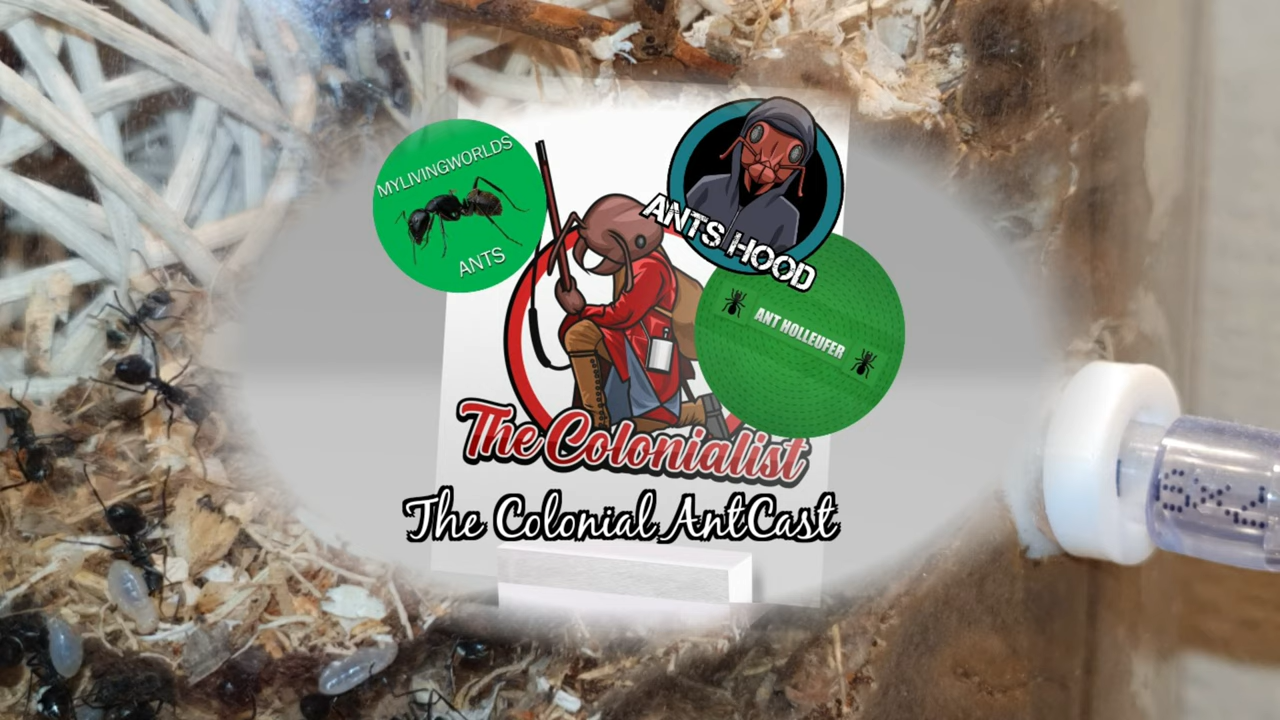 MYLIVINGWORLDS
ANTS
ANTS HOOD
ANT HOLLEUFER
The Colonialist
The Colonial AntCast